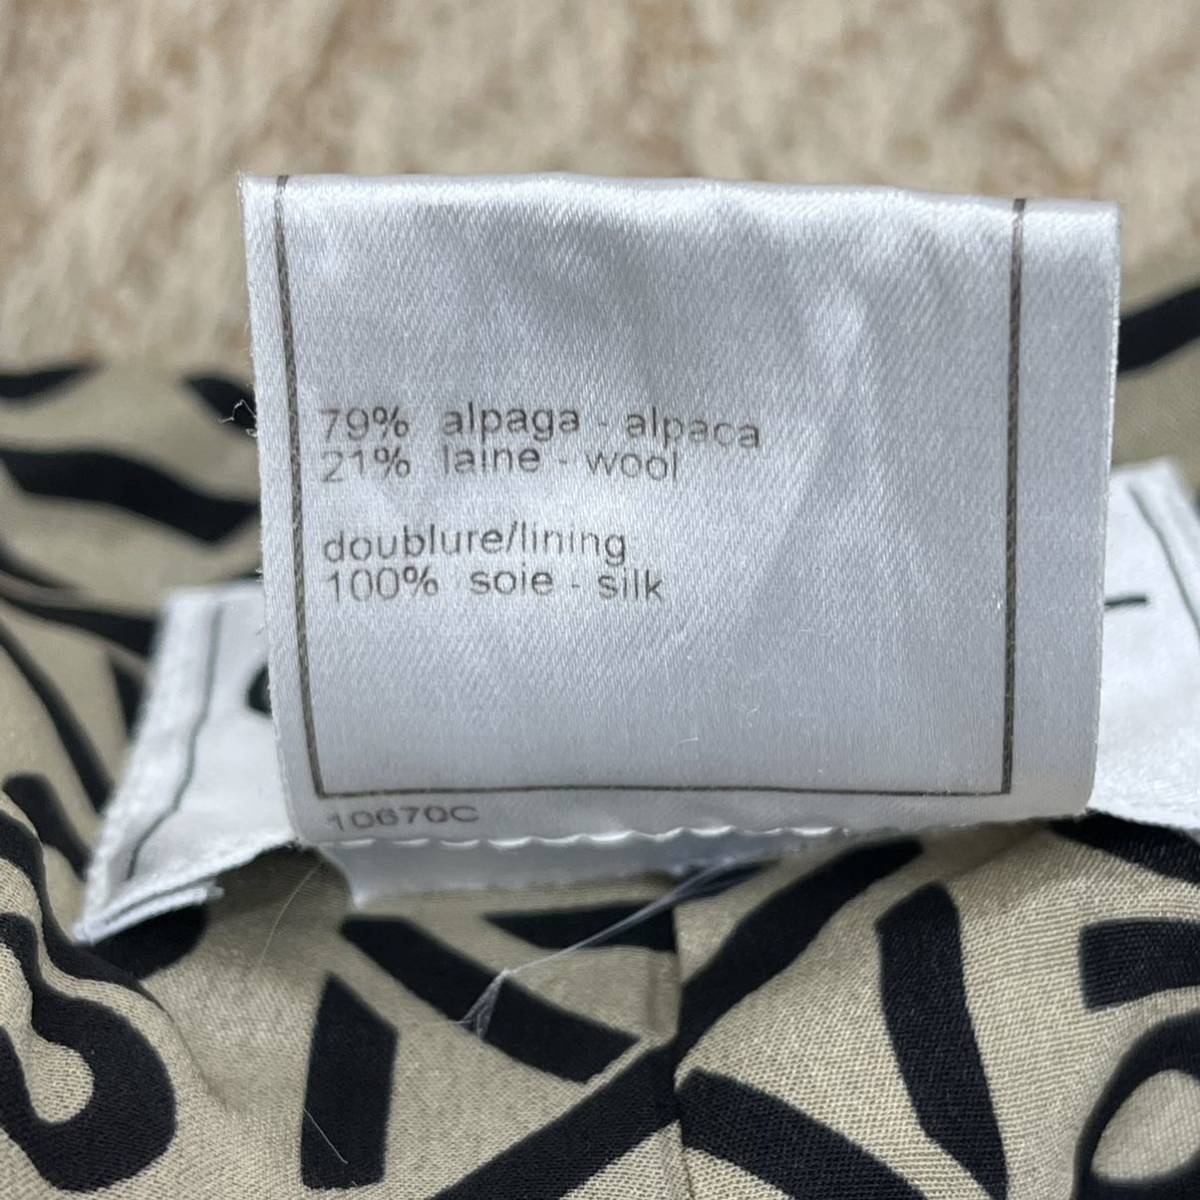 79% alpaga - alpaca
21% laine - wool
doublure/lining
100% soie - silk
10670C